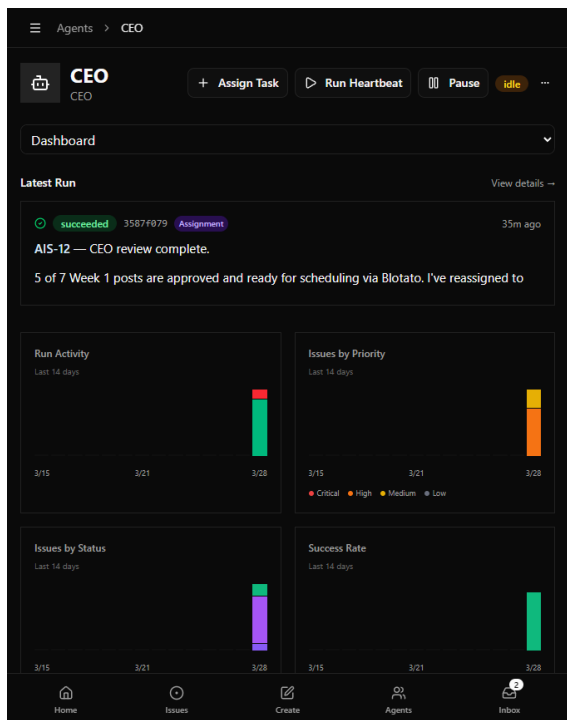 Agents > CEO
CEO
CEO
+ Assign Task
Run Heartbeat
Pause
idle
...
Dashboard
Latest Run
View details →
succeeded 3587f079 Assignment 35m ago
AIS-12 — CEO review complete.
5 of 7 Week 1 posts are approved and ready for scheduling via Blotato. I've reassigned to
Run Activity
Last 14 days
3/15 3/21 3/28
Issues by Priority
Last 14 days
3/15 3/21 3/28
Critical High Medium Low
Issues by Status
Last 14 days
3/15 3/21 3/28
Success Rate
Last 14 days
3/15 3/21 3/28
Home
Issues
Create
Agents
2
Inbox